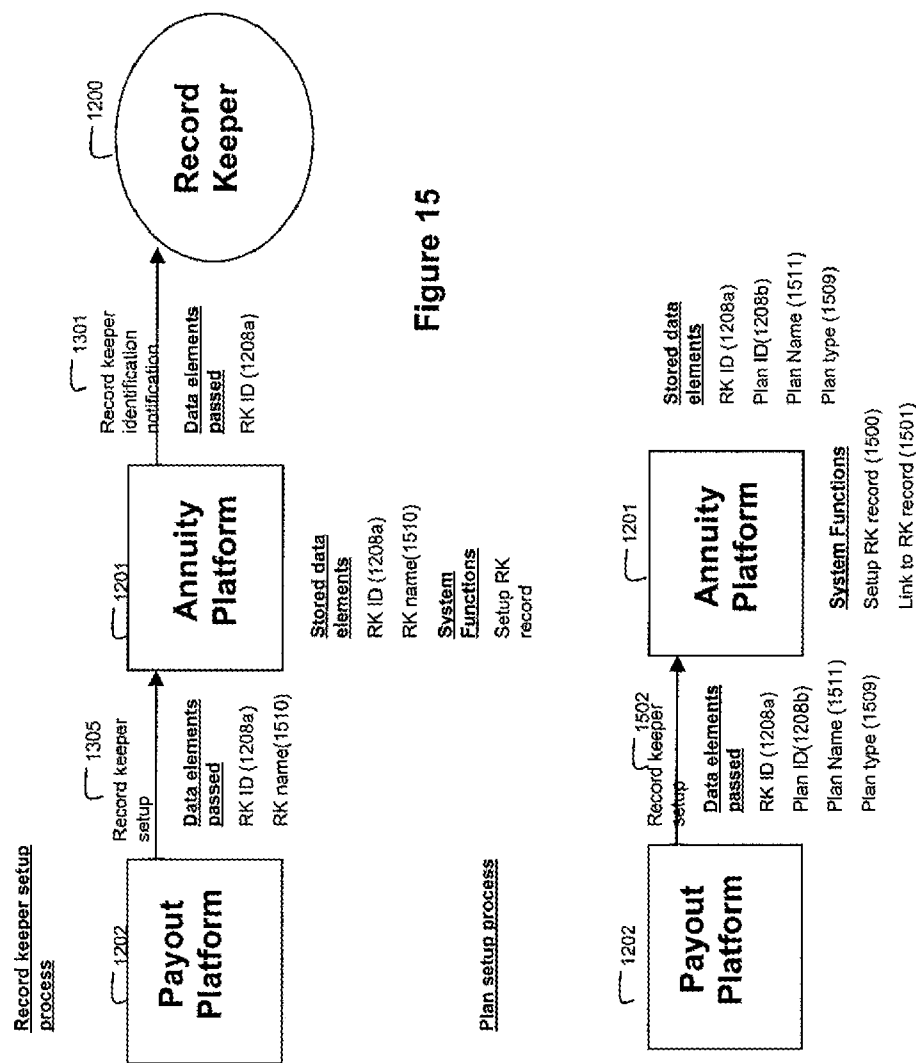 Record keeper setup
process
1202
Payout
Platform
1305
Record keeper
setup
Data elements
passed
RK ID (1208a)
RK name(1510)
1201
Annuity
Platform
Stored data
elements
RK ID (1208a)
RK name(1510)
System
Functions
Setup RK
record
1301
Record keeper
identification
notification
Data elements
passed
RK ID (1208a)
1200
Record
Keeper
Figure 15
Plan setup process
1202
Payout
Platform
1502
Record keeper
setup
Data elements
passed
RK ID (1208a)
Plan ID(1208b)
Plan Name (1511)
Plan type (1509)
1201
Annuity
Platform
System Functions
Setup RK record (1500)
Link to RK record (1501)
Stored data
elements
RK ID (1208a)
Plan ID(1208b)
Plan Name (1511)
Plan type (1509)